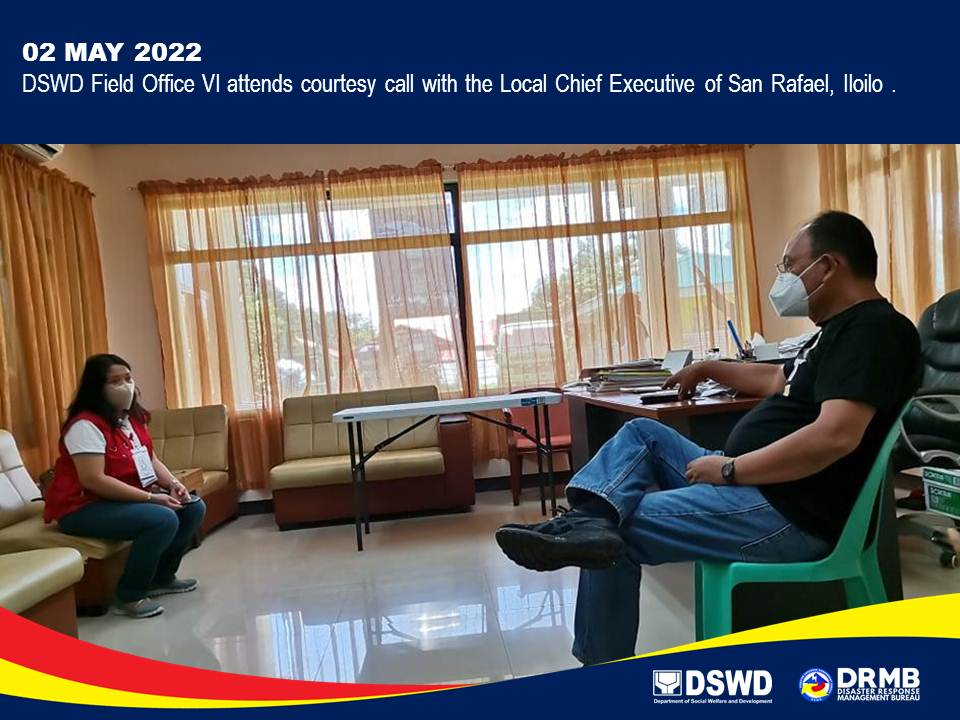 02 MAY 2022
DSWD Field Office VI attends courtesy call with the Local Chief Executive of San Rafael, Iloilo .
DSWD
Department of Social Welfare and Development
DRMB
DISASTER RESPONSE
MANAGEMENT BUREAU